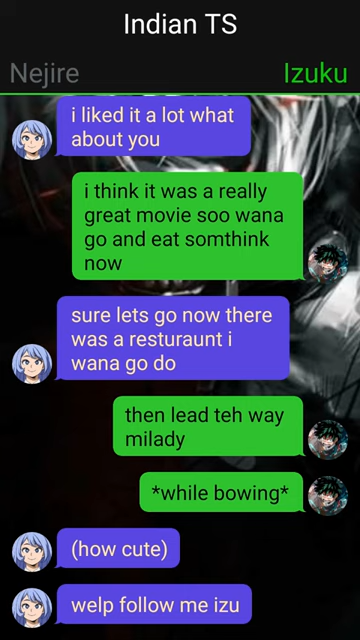 Indian TS
Nejire
Izuku
i liked it a lot what
about you
i think it was a really
great movie soo wana
go and eat somthink
now
sure lets go now there
was a resturaunt i
wana go do
then lead teh way
milady
*while bowing*
(how cute)
welp follow me izu